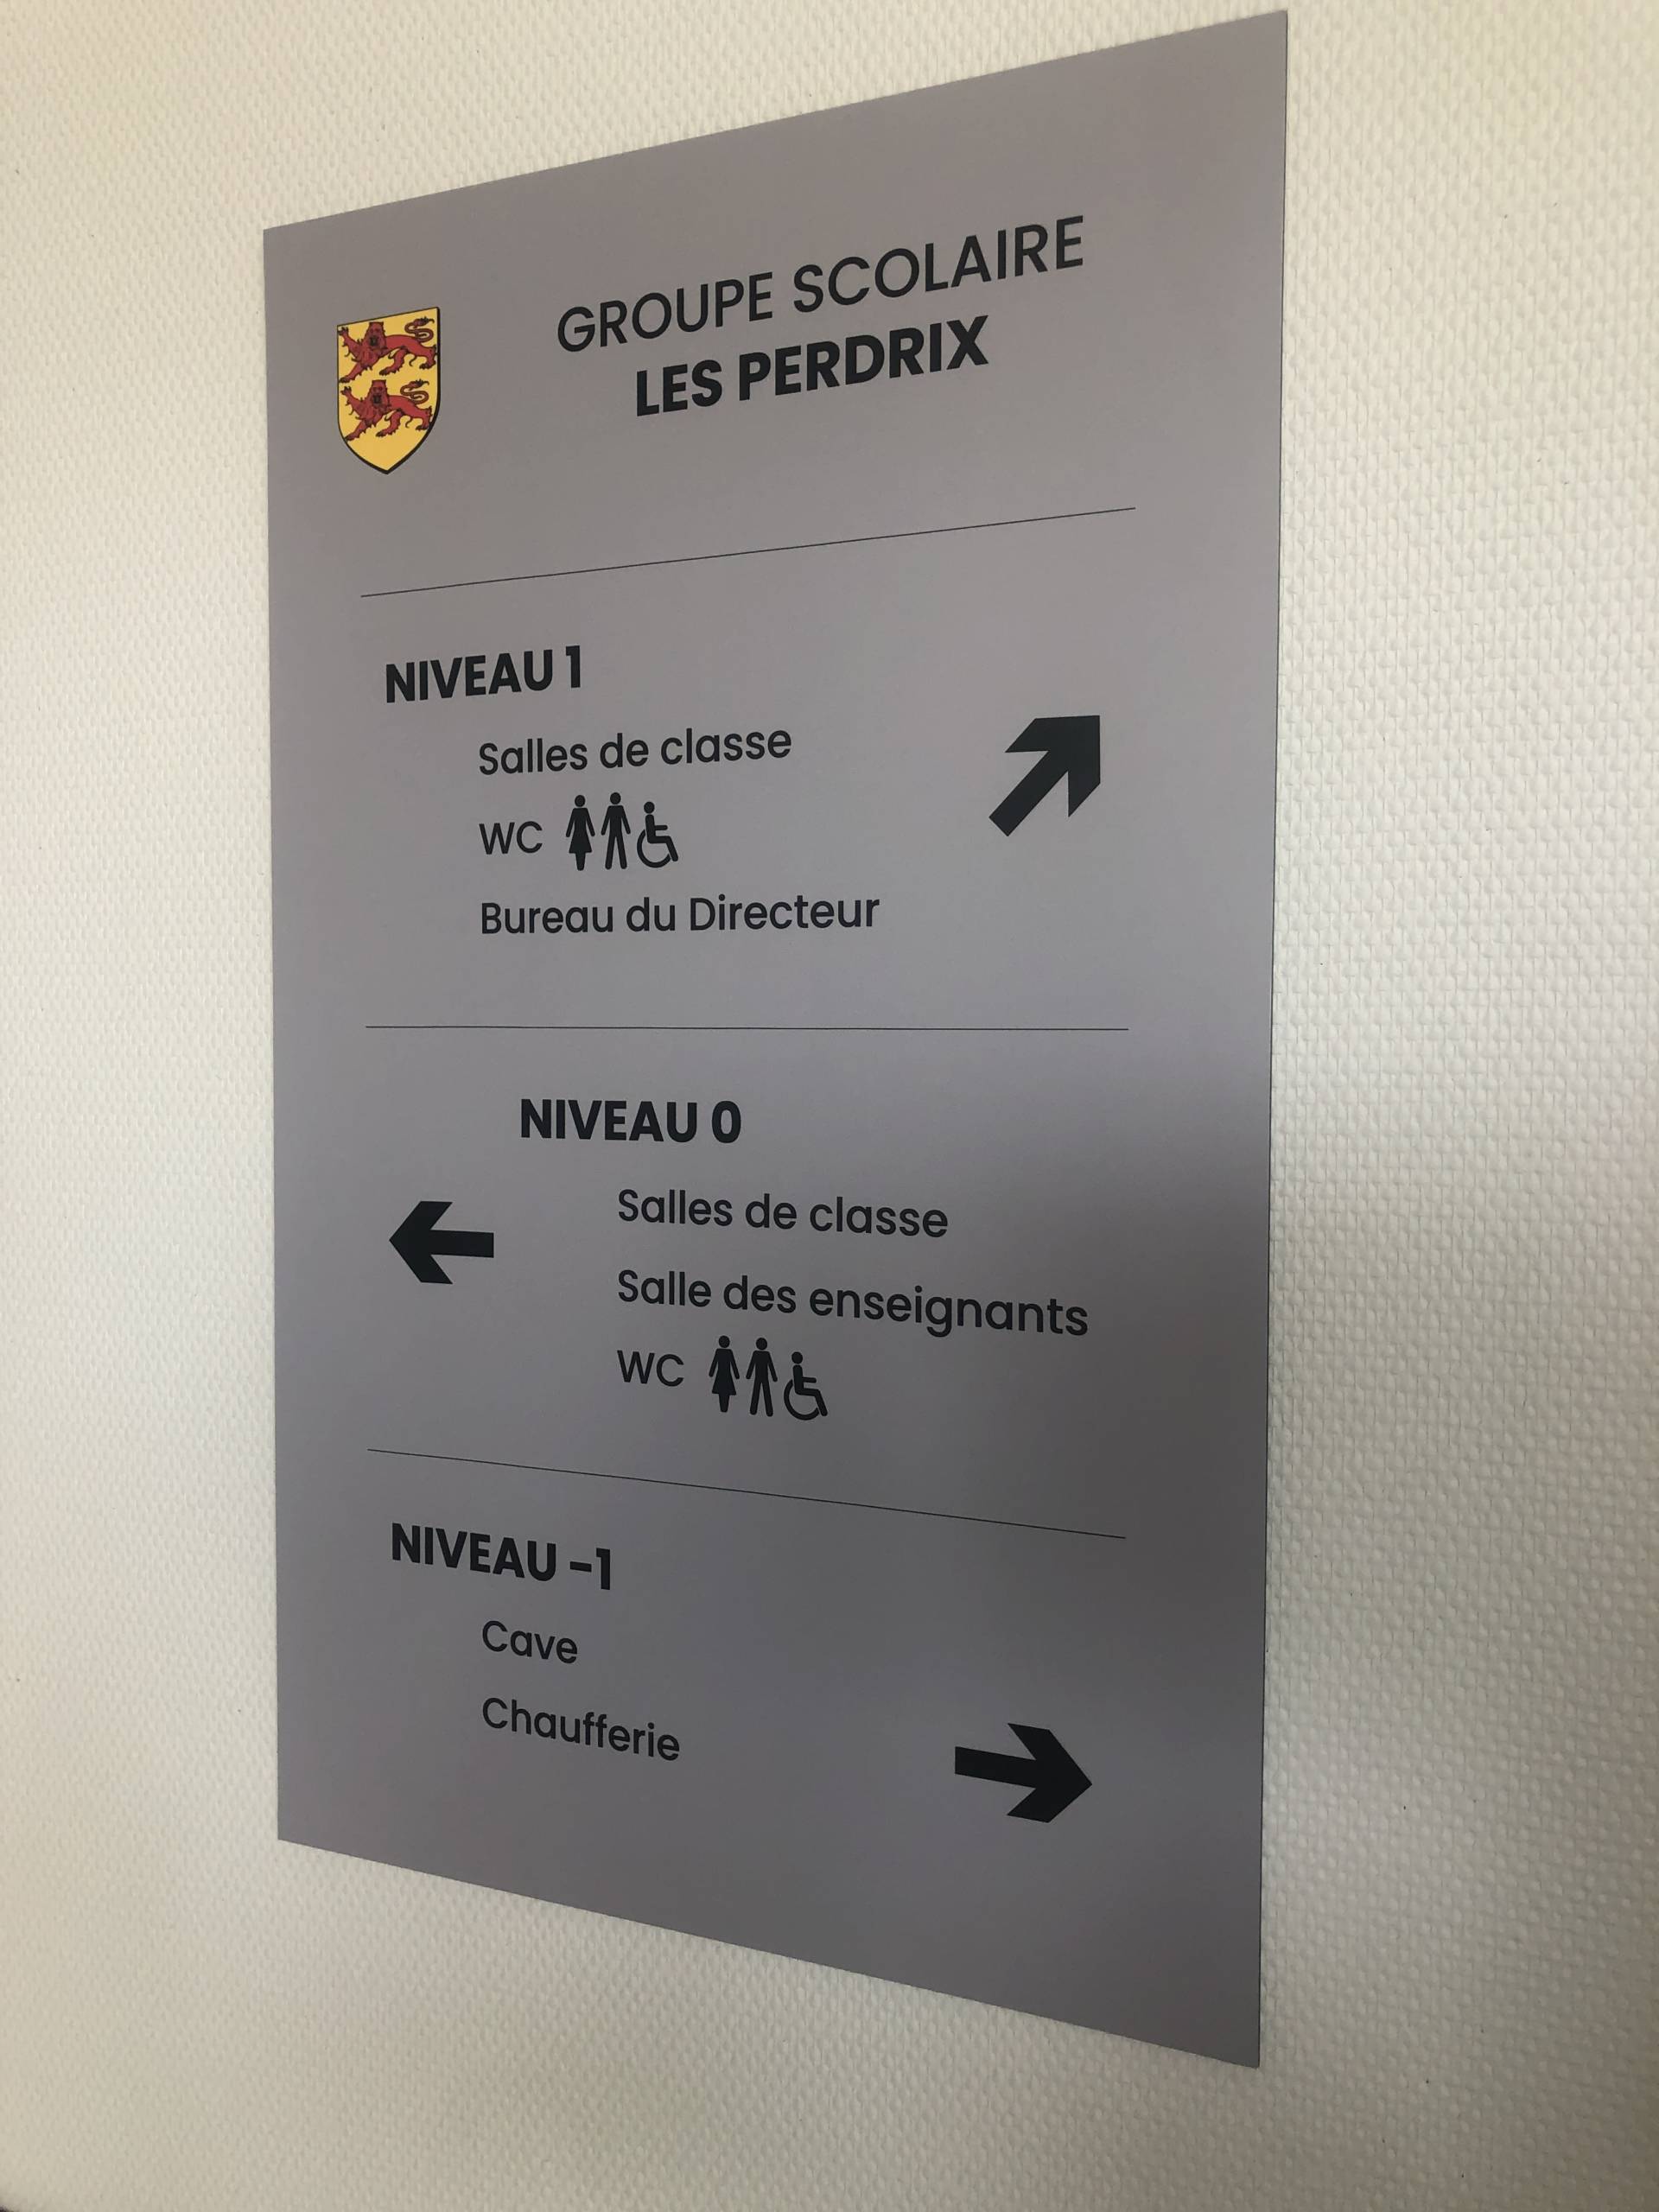 GROUPE SCOLAIRE
LES PERDRIX
NIVEAU 1
Salles de classe
WC
Bureau du Directeur
NIVEAU 0
Salles de classe
Salle des enseignants
WC
NIVEAU -1
Cave
Chaufferie